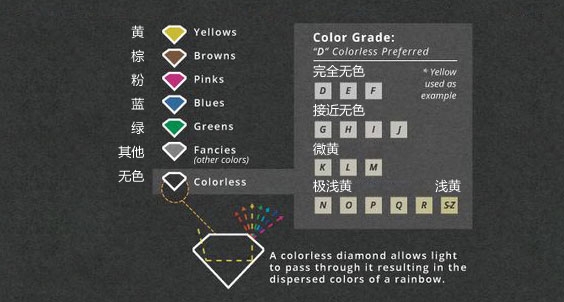 黄 Yellows
棕 Browns
粉 Pinks
蓝 Blues
绿 Greens
其他 Fancies
(other colors)
无色 Colorless
Color Grade:
"D" Colorless Preferred
完全无色
* Yellow
used as
example
D E F
接近无色
G H I J
微黄
K L M
极浅黄 浅黄
N O P Q R S-Z
A colorless diamond allows light
to pass through it resulting in the
dispersed colors of a rainbow.